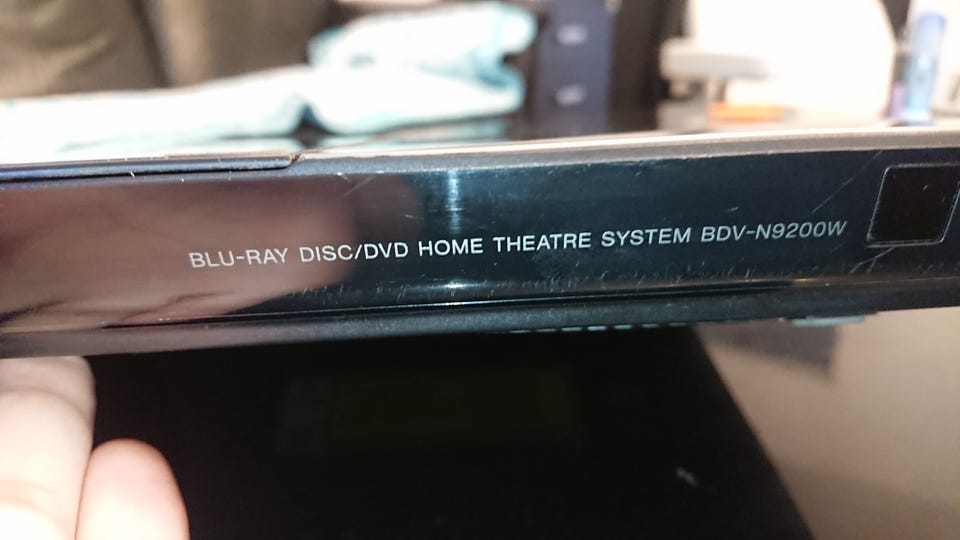 BLU-RAY DISC/DVD HOME THEATRE SYSTEM BDV-N9200W